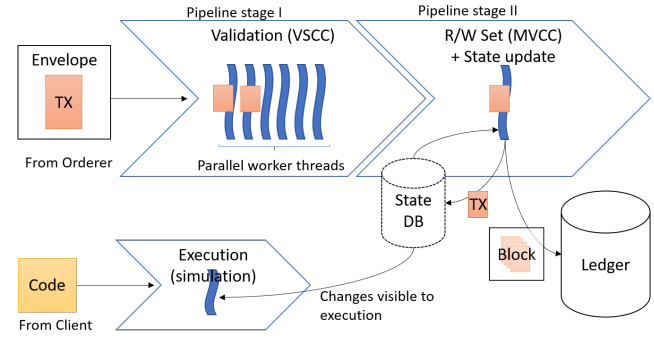 Pipeline stage I
Pipeline stage II
Validation (VSCC)
R/W Set (MVCC)
+ State update
Envelope
TX
From Orderer
Parallel worker threads
State
DB
TX
Block
Ledger
Execution
(simulation)
Code
From Client
Changes visible to
execution